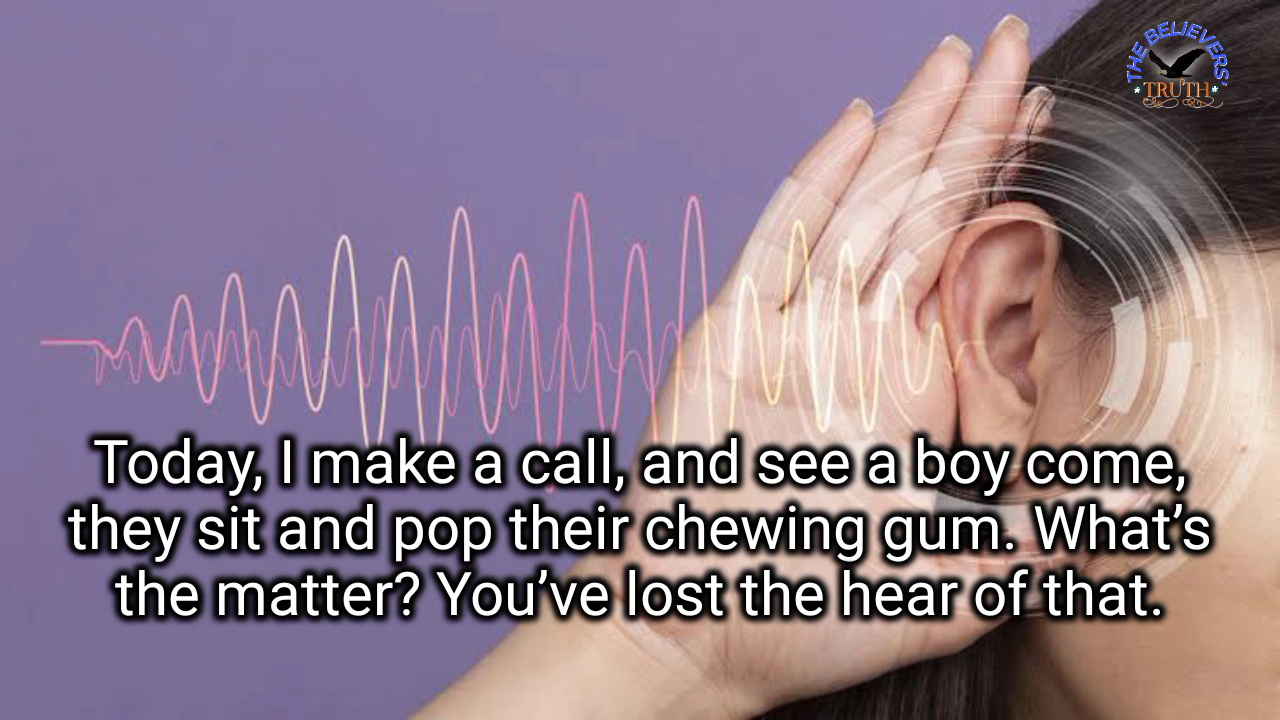 THE BELIEVERS'
*TRUTH*
Today, I make a call, and see a boy come,
they sit and pop their chewing gum. What’s
the matter? You’ve lost the hear of that.